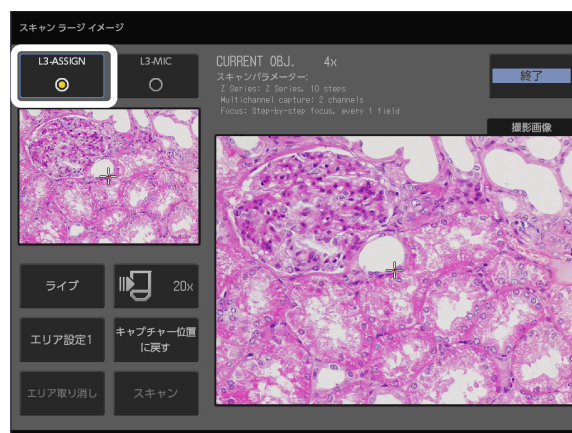 スキャン ラージ イメージ
L3-ASSIGN
L3-MIC
CURRENT OBJ. 4x
スキャンパラメーター:
Z Series: Z Series, 10 steps
Multichannel capture: 2 channels
Focus: Step-by-step focus, every 1 field
終了
撮影画像
ライブ
20x
エリア設定1
キャプチャー位置
に戻す
エリア取り消し
スキャン